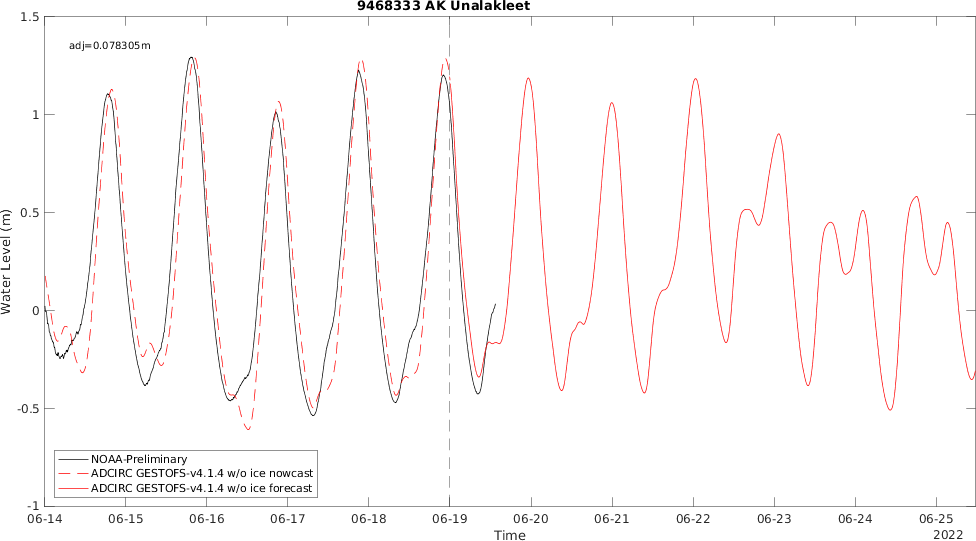 9468333 AK Unalakleet
adj=0.078305m
1.5
1
0.5
0
-0.5
-1
Water Level (m)
NOAA-Preliminary
ADCIRC GESTOFS-v4.1.4 w/o ice nowcast
ADCIRC GESTOFS-v4.1.4 w/o ice forecast
06-14 06-15 06-16 06-17 06-18 06-19 06-20 06-21 06-22 06-23 06-24 06-25
Time
2022